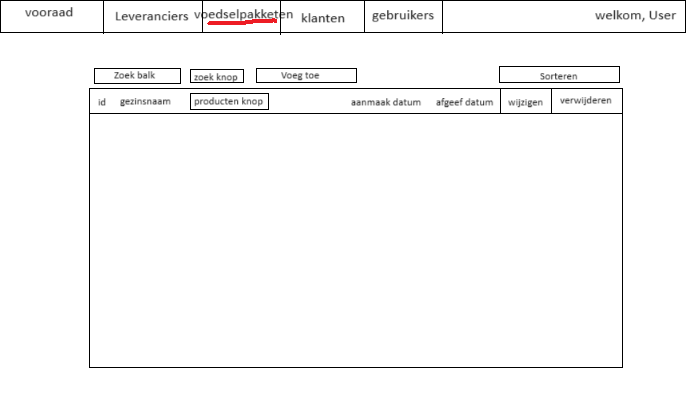 vooraad
Leveranciers
voedselpakketen
klanten
gebruikers
welkom, User
Zoek balk
zoek knop
Voeg toe
Sorteren
id
gezinsnaam
producten knop
aanmaak datum
afgeef datum
wijzigen
verwijderen